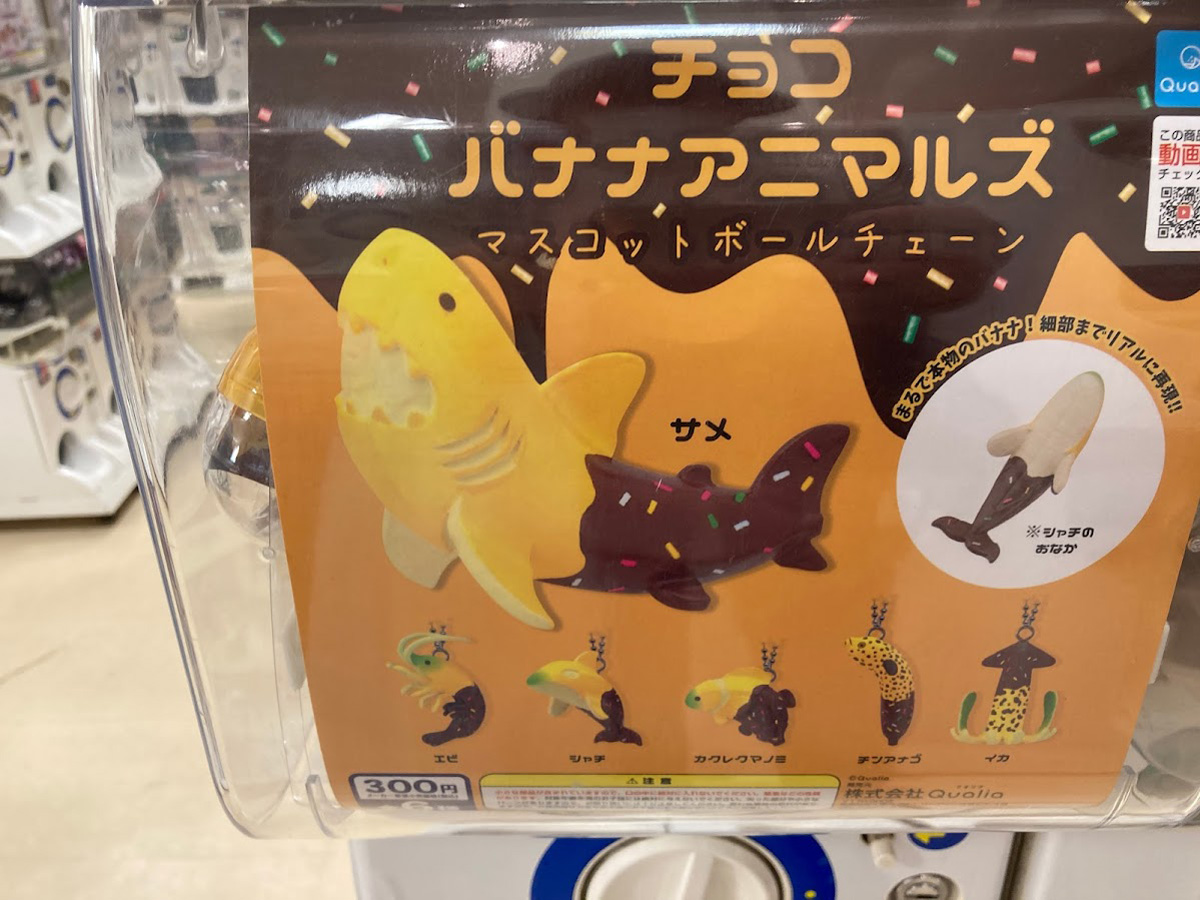 チョコ
バナナアニマルズ
マスコットボールチェーン
Qua
この商品
動画
チェック
まるで本物のバナナ!細部までリアルに再現!!
サメ
※シャチの
おなか
エビ
シャチ
カクレクマノミ
チンアナゴ
イカ
300円
⚠注意
©Qualia
発売元
株式会社Qualia